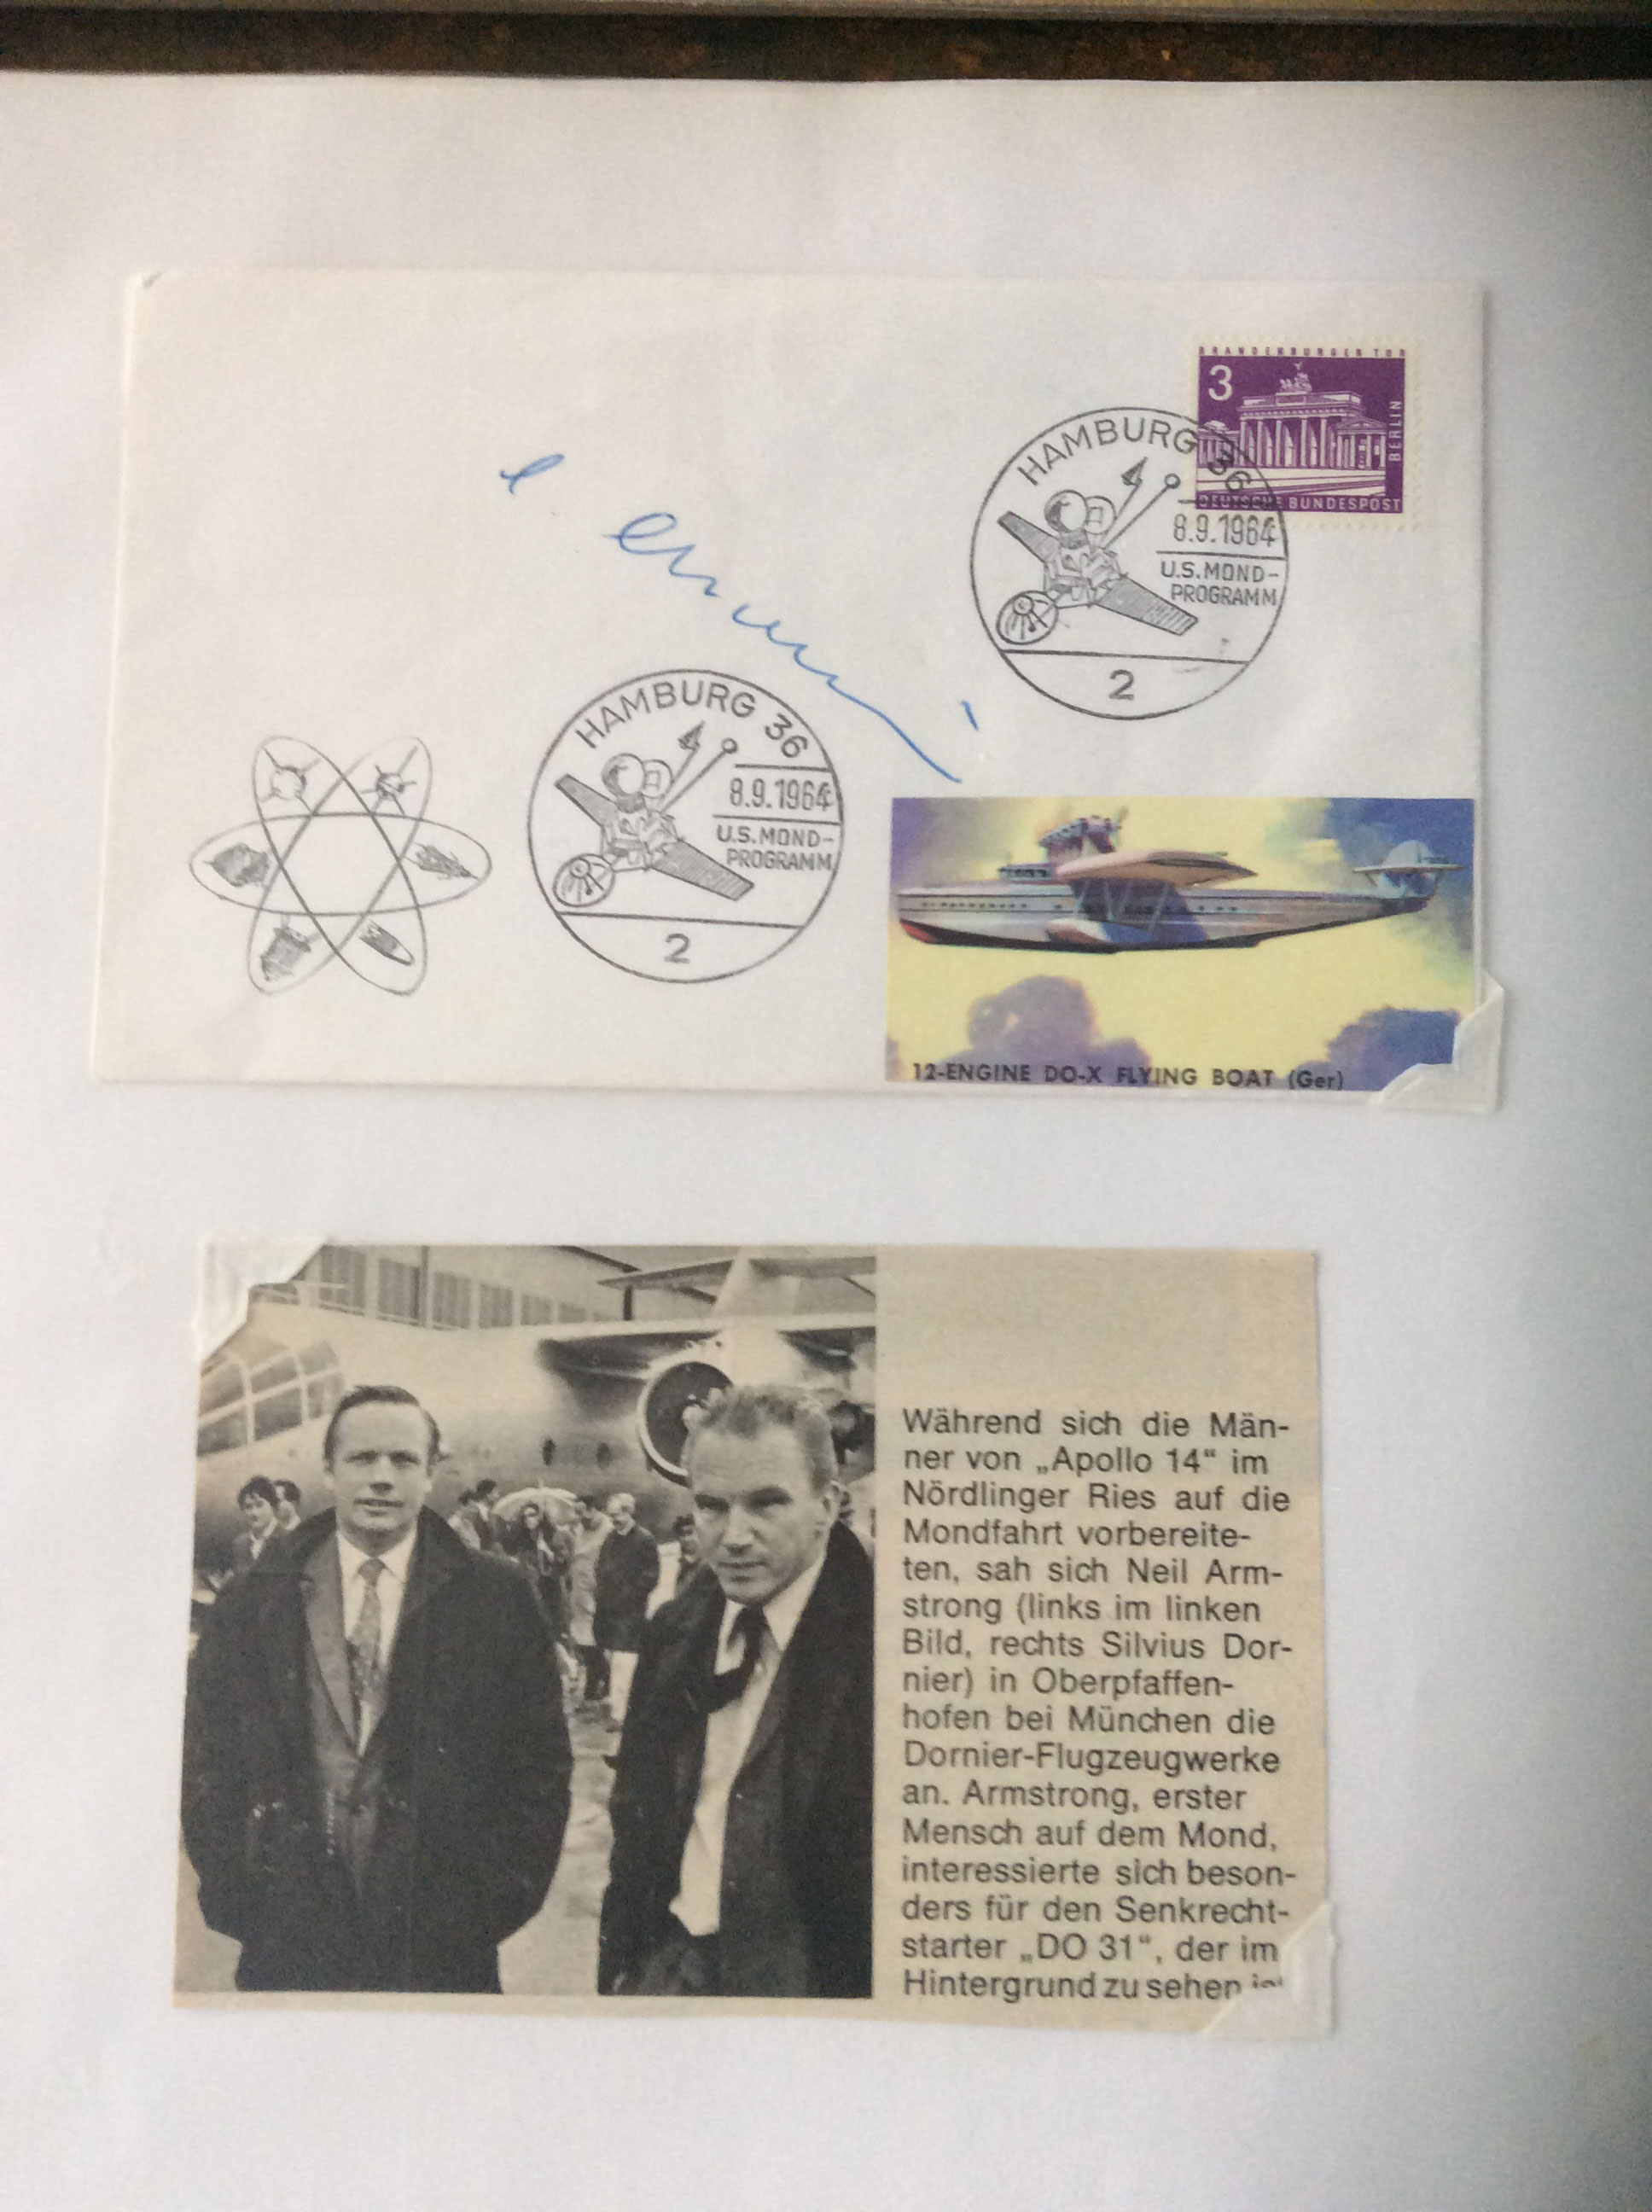 BRANDENBURGER TOR
3
BERLIN
DEUTSCHE BUNDESPOST
HAMBURG 36
8.9.1964
U.S.MOND-
PROGRAMM
2
HAMBURG 36
8.9.1964
U.S.MOND-
PROGRAMM
2
12-ENGINE DO-X FLYING BOAT (Ger)
Während sich die Män-
ner von „Apollo 14“ im
Nördlinger Ries auf die
Mondfahrt vorbereite-
ten, sah sich Neil Arm-
strong (links im linken
Bild, rechts Silvius Dor-
nier) in Oberpfaffen-
hofen bei München die
Dornier-Flugzeugwerke
an. Armstrong, erster
Mensch auf dem Mond,
interessierte sich beson-
ders für den Senkrecht-
starter „DO 31“, der im
Hintergrund zu sehen